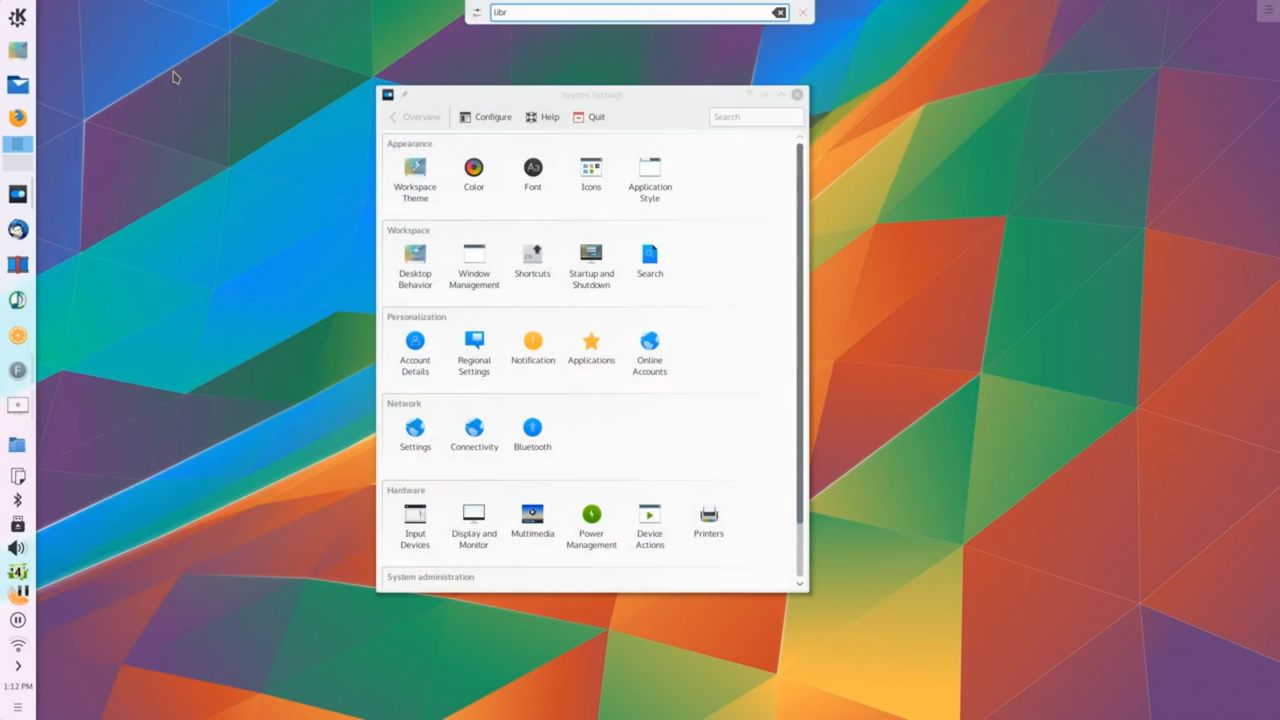 libr
System Settings
Overview Configure Help Quit Search
Appearance
Workspace Theme
Color
Font
Icons
Application Style
Workspace
Desktop Behavior
Window Management
Shortcuts
Startup and Shutdown
Search
Personalization
Account Details
Regional Settings
Notification
Applications
Online Accounts
Network
Settings
Connectivity
Bluetooth
Hardware
Input Devices
Display and Monitor
Multimedia
Power Management
Device Actions
Printers
System administration
1:12 PM